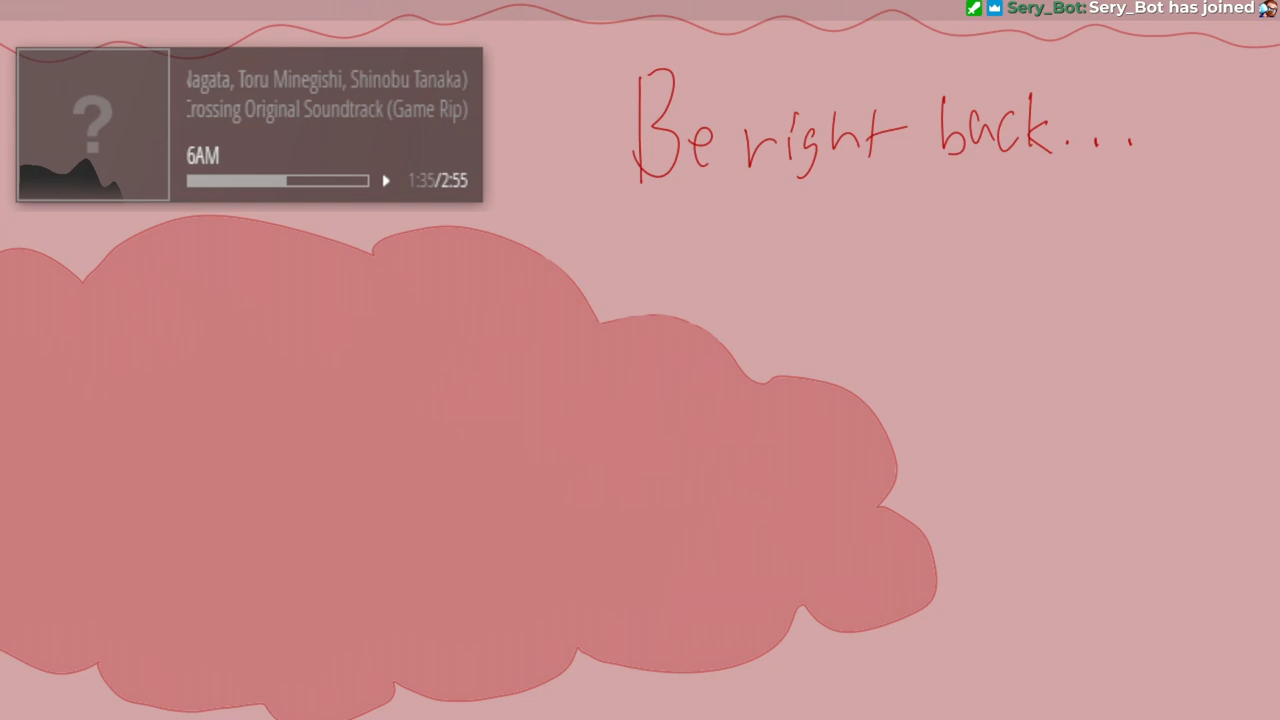 Sery_Bot: Sery_Bot has joined
Nagata, Toru Minegishi, Shinobu Tanaka)
Crossing Original Soundtrack (Game Rip)
?
6AM
1:35/2:55
Be right back...